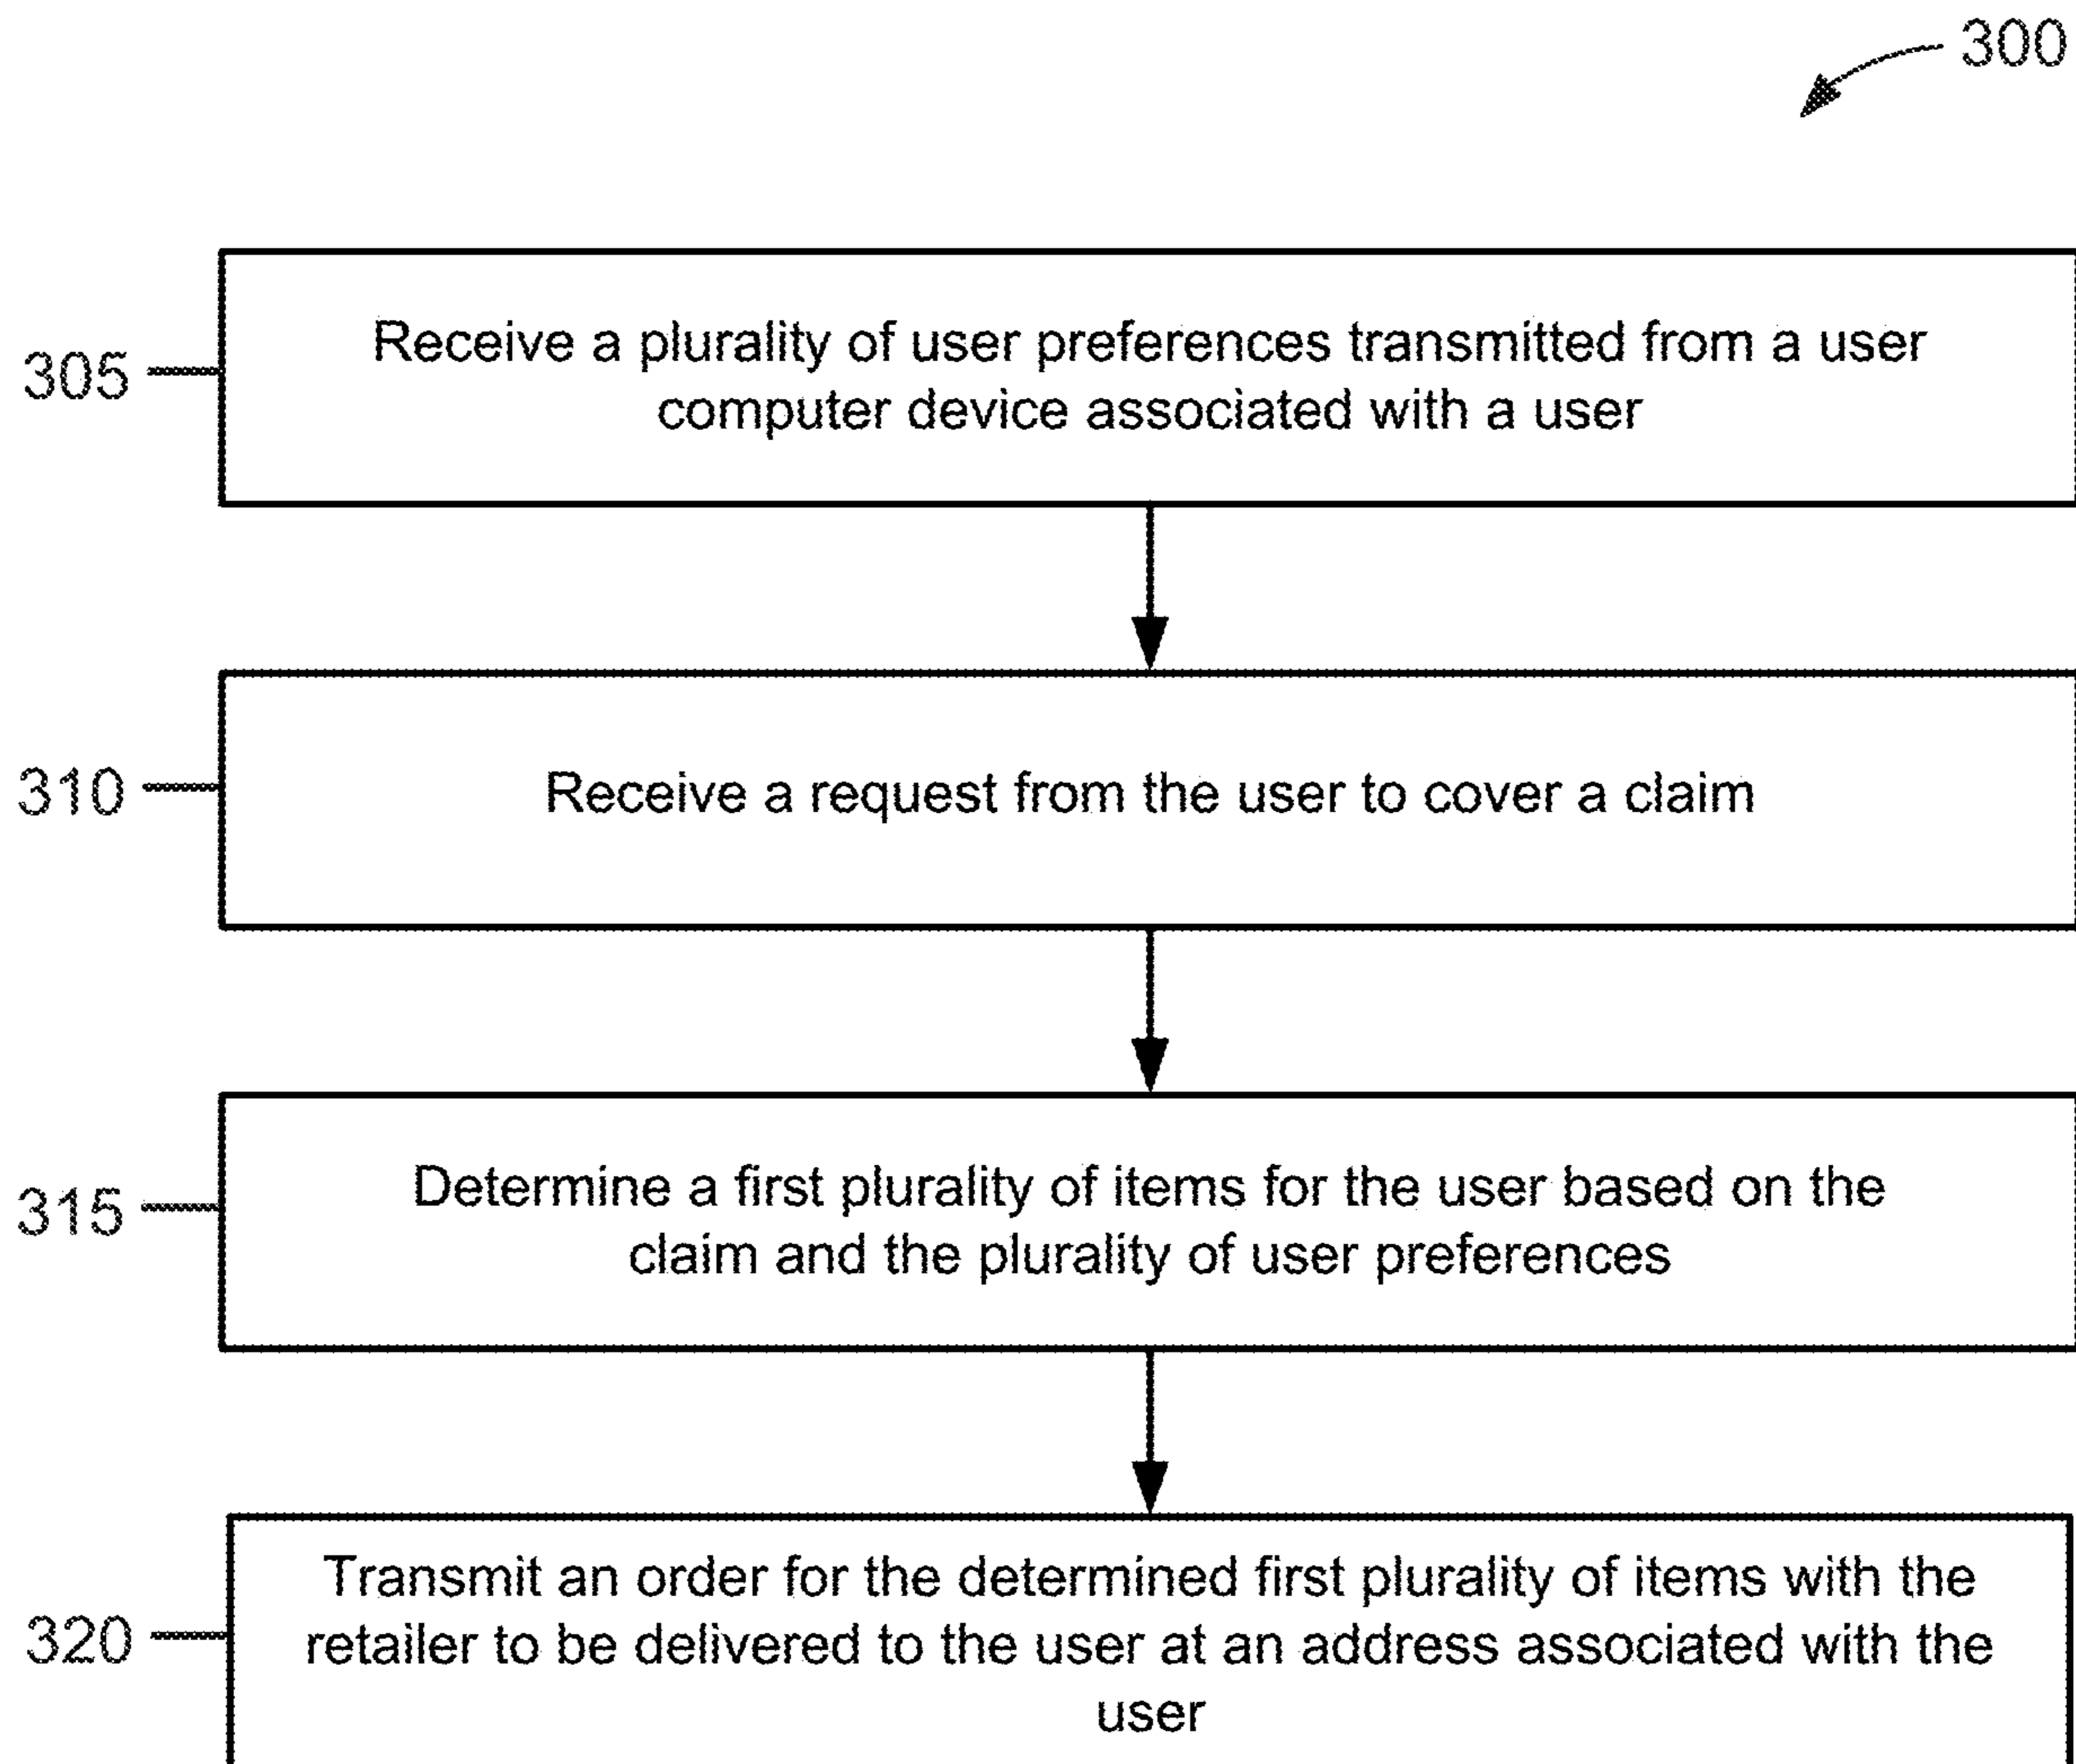 300
305
Receive a plurality of user preferences transmitted from a user
computer device associated with a user
310
Receive a request from the user to cover a claim
315
Determine a first plurality of items for the user based on the
claim and the plurality of user preferences
320
Transmit an order for the determined first plurality of items with the
retailer to be delivered to the user at an address associated with the
user